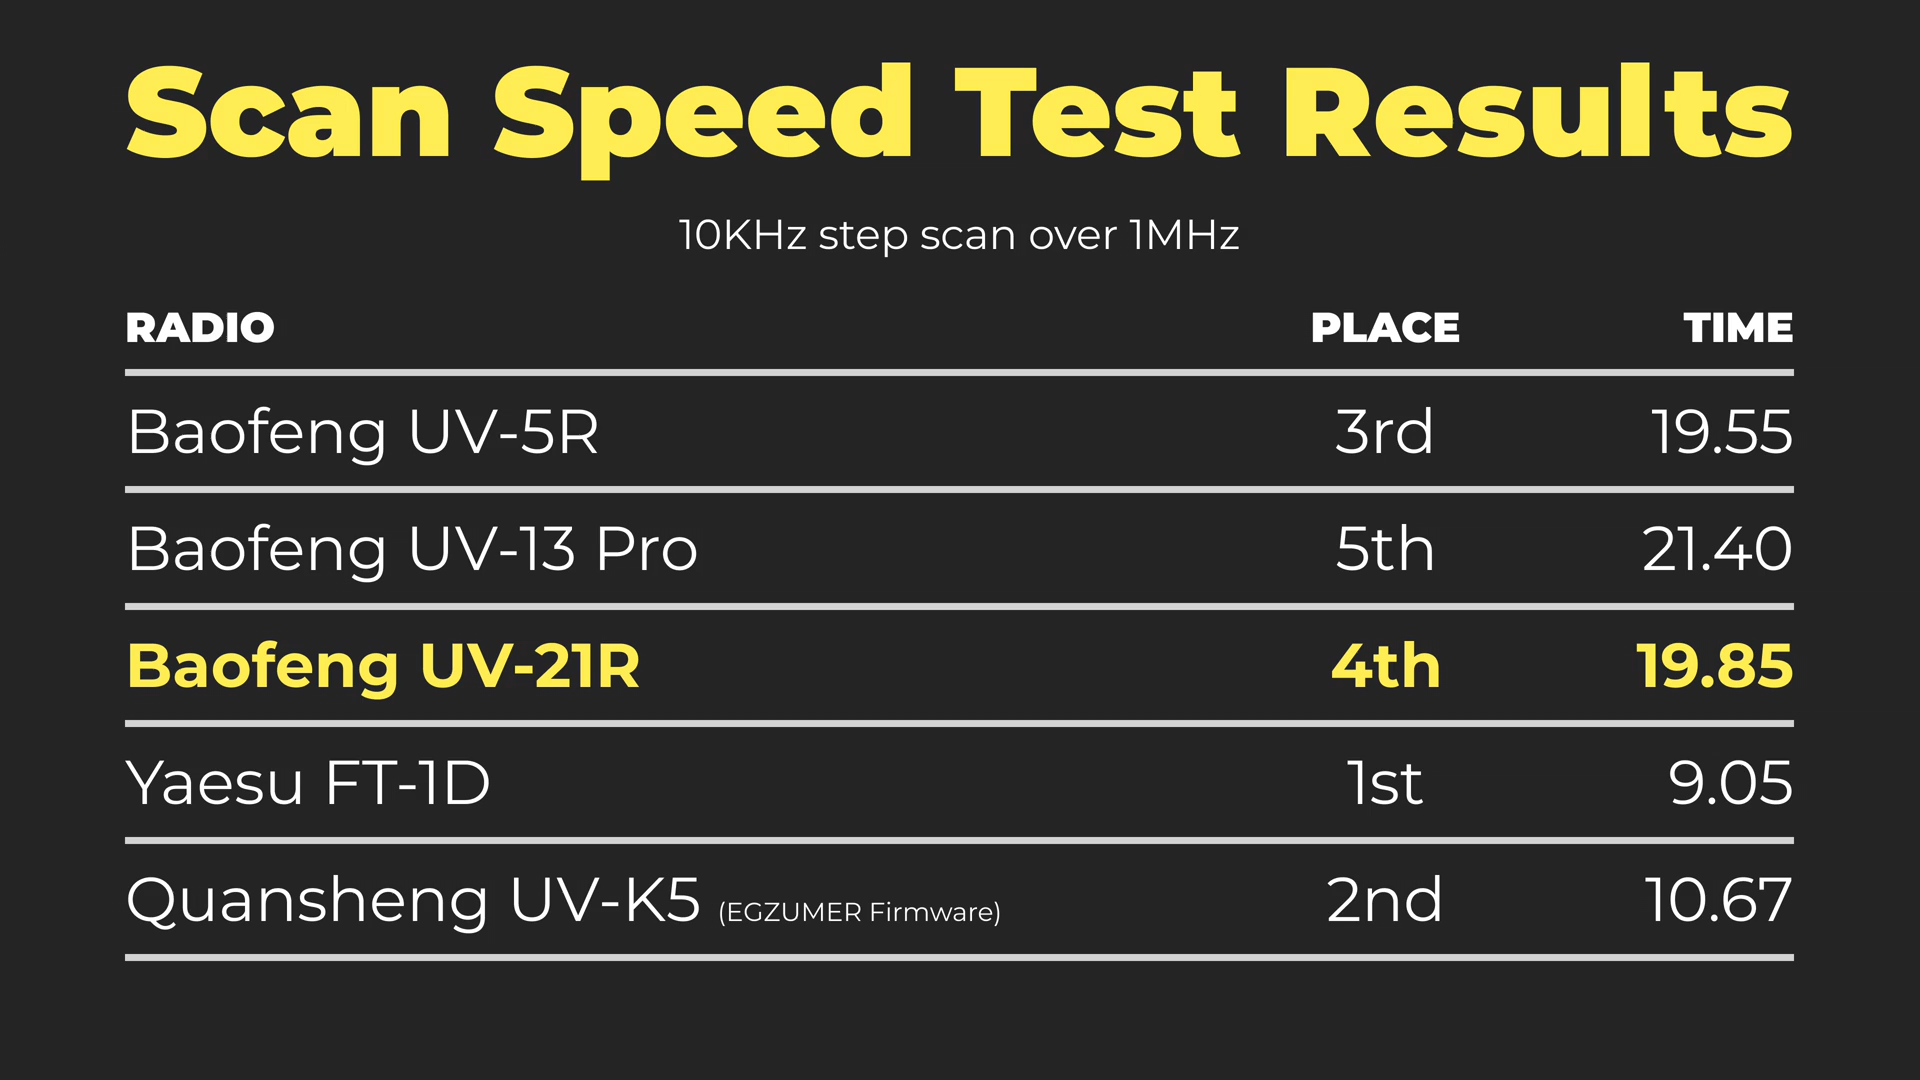 Scan Speed Test Results
10KHz step scan over 1MHz
RADIO PLACE TIME
Baofeng UV-5R 3rd 19.55
Baofeng UV-13 Pro 5th 21.40
Baofeng UV-21R 4th 19.85
Yaesu FT-1D 1st 9.05
Quansheng UV-K5 (EGZUMER Firmware) 2nd 10.67